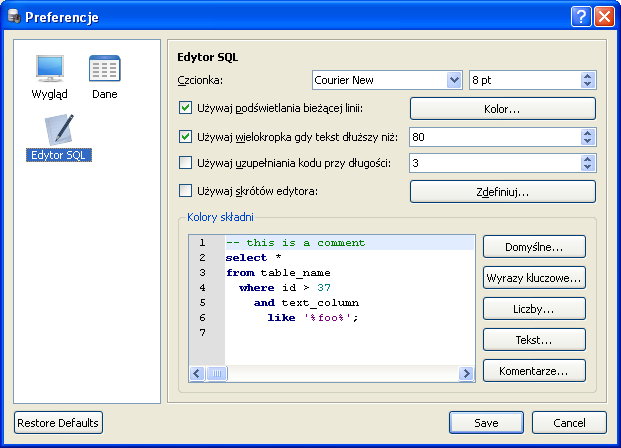 Preferencje
Wygląd
Dane
Edytor SQL
Edytor SQL
Czcionka: Courier New 8 pt
Używaj podświetlania bieżącej linii: Kolor...
Używaj wielokropka gdy tekst dłuższy niż: 80
Używaj uzupełniania kodu przy długości: 3
Używaj skrótów edytora: Zdefiniuj...
Kolory składni
1 -- this is a comment
2 select *
3 from table_name
4 where id > 37
5 and text_column
6 like '%foo%';
7
Domyślne...
Wyrazy kluczowe...
Liczby...
Tekst...
Komentarze...
Restore Defaults
Save
Cancel